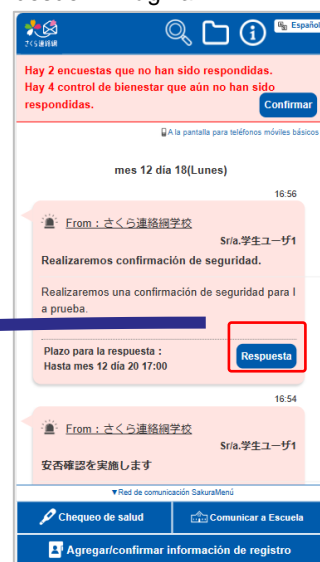 さくら連絡網
Español
Hay 2 encuestas que no han sido respondidas.
Hay 4 control de bienestar que aún no han sido
respondidas.
Confirmar
A la pantalla para teléfonos móviles básicos
mes 12 día 18(Lunes)
16:56
From：さくら連絡網学校
Sr/a.学生ユーザ1
Realizaremos confirmación de seguridad.
Realizaremos una confirmación de seguridad para l
a prueba.
Plazo para la respuesta：
Hasta mes 12 día 20 17:00
Respuesta
16:54
From：さくら連絡網学校
Sr/a.学生ユーザ1
安否確認を実施します
▼Red de comunicación SakuraMenú
Chequeo de salud
Comunicar a Escuela
Agregar/confirmar información de registro